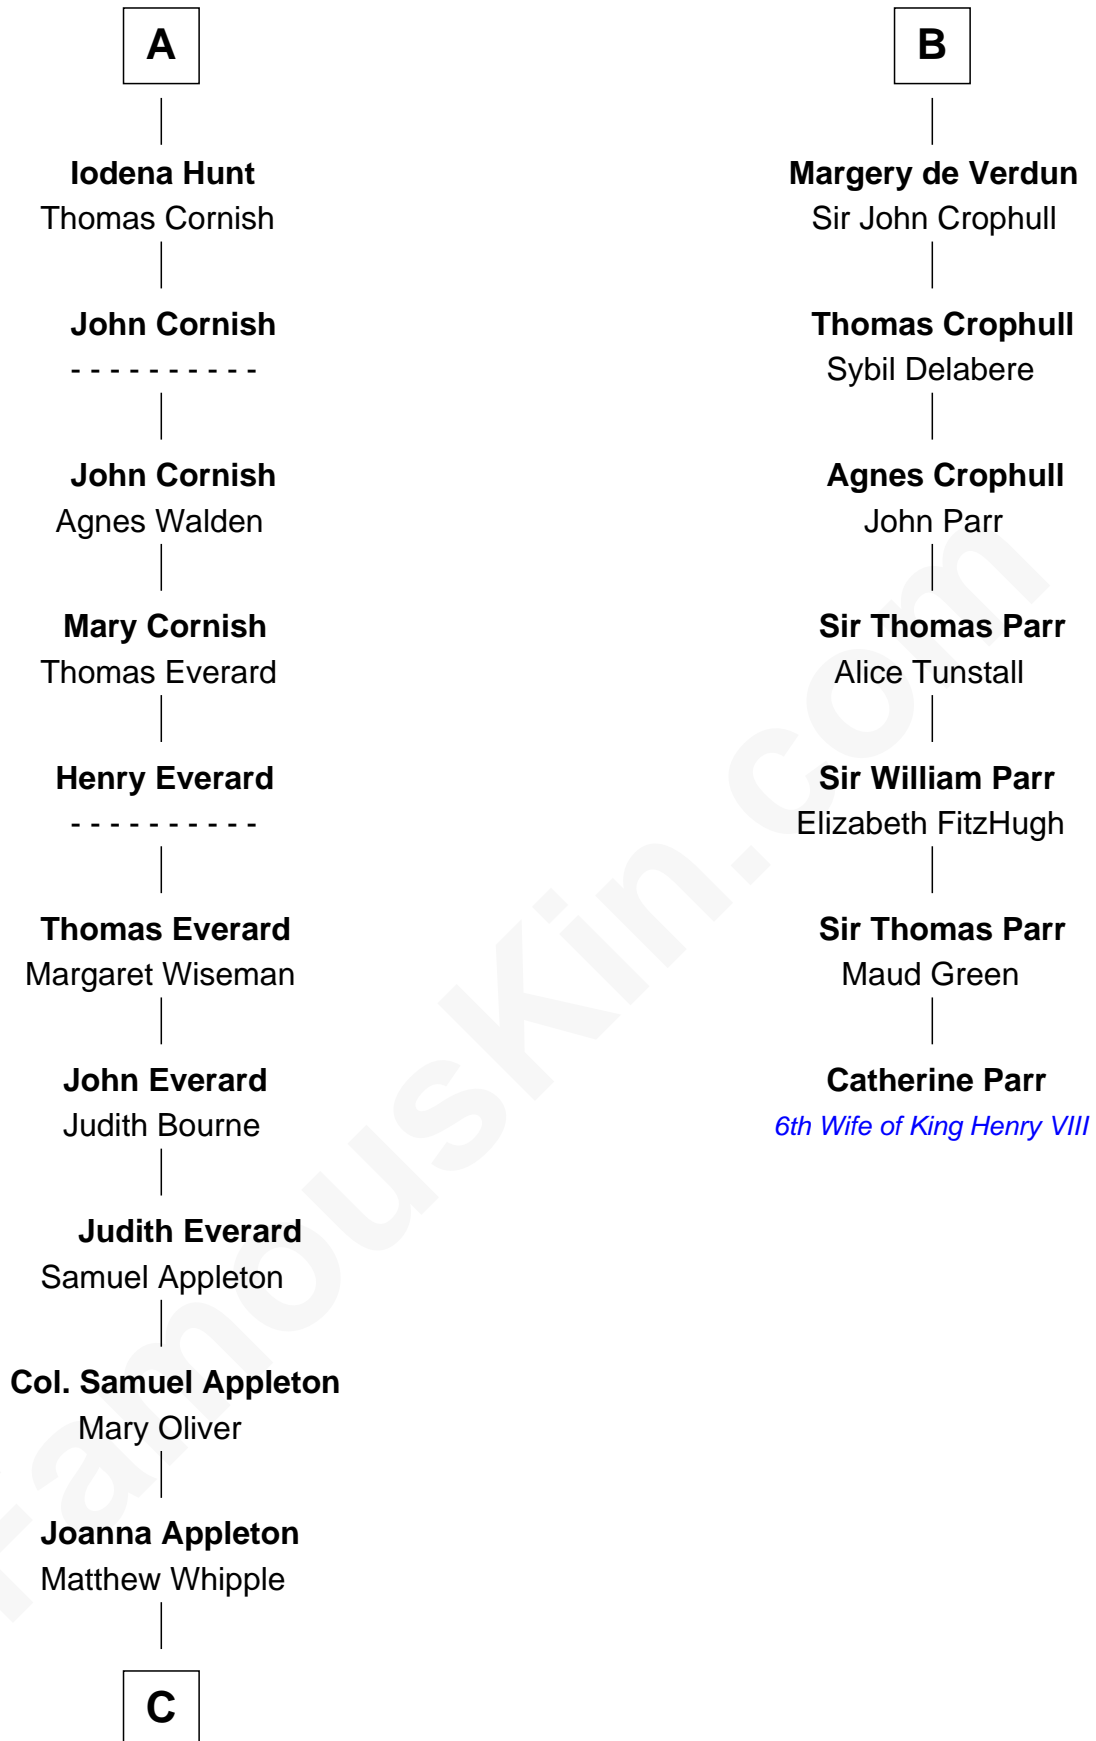 A
Iodena Hunt
Thomas Cornish
John Cornish
- - - - - - - - - -
John Cornish
Agnes Walden
Mary Cornish
Thomas Everard
Henry Everard
- - - - - - - - - -
Thomas Everard
Margaret Wiseman
John Everard
Judith Bourne
Judith Everard
Samuel Appleton
Col. Samuel Appleton
Mary Oliver
Joanna Appleton
Matthew Whipple
C
B
Margery de Verdun
Sir John Crophull
Thomas Crophull
Sybil Delabere
Agnes Crophull
John Parr
Sir Thomas Parr
Alice Tunstall
Sir William Parr
Elizabeth FitzHugh
Sir Thomas Parr
Maud Green
Catherine Parr
6th Wife of King Henry VIII
FamousKin.com